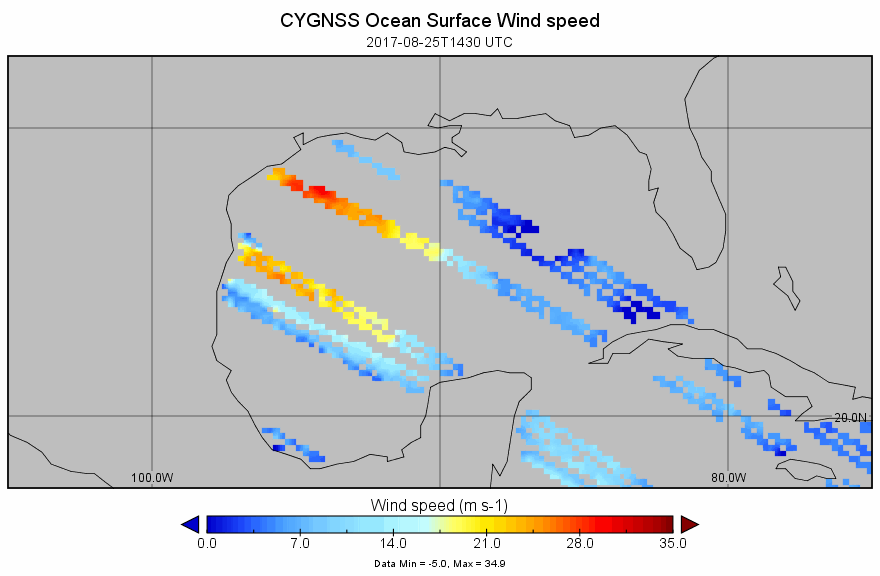 CYGNSS Ocean Surface Wind speed
2017-08-25T1430 UTC
20.0N
100.0W 80.0W
Wind speed (m s-1)
0.0 7.0 14.0 21.0 28.0 35.0
Data Min = -5.0, Max = 34.9